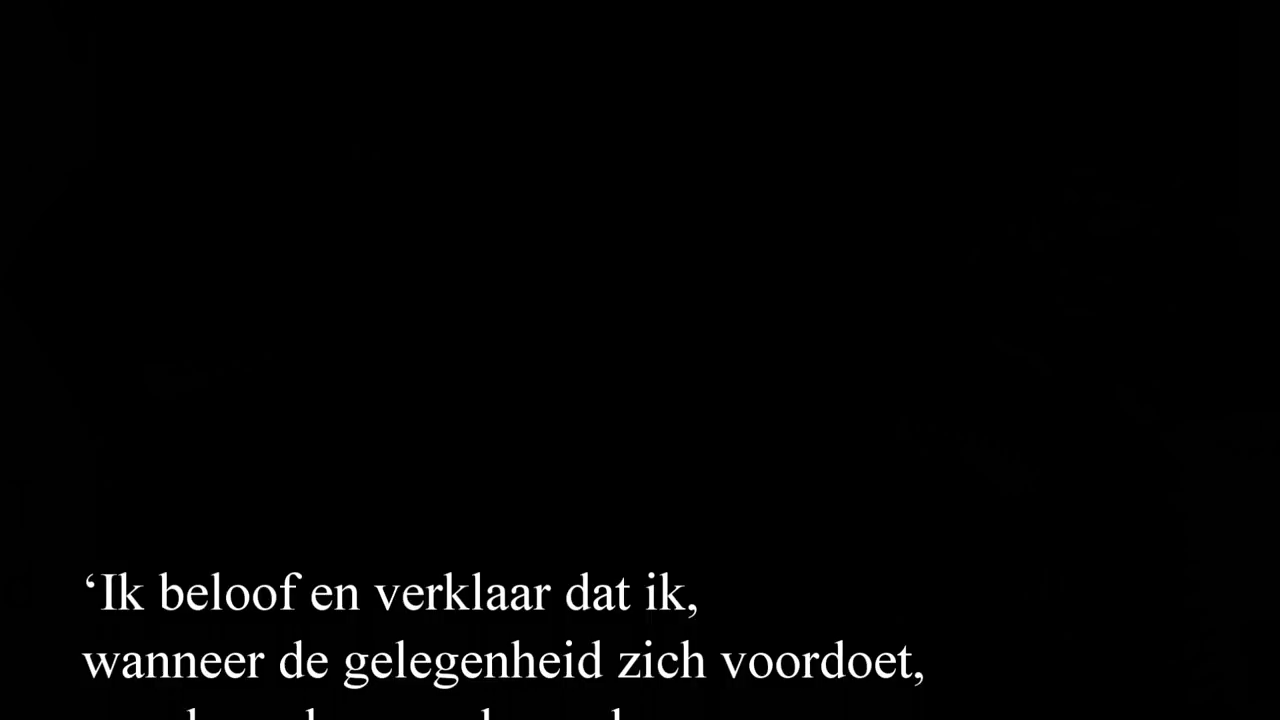 ‘Ik beloof en verklaar dat ik,
wanneer de gelegenheid zich voordoet,